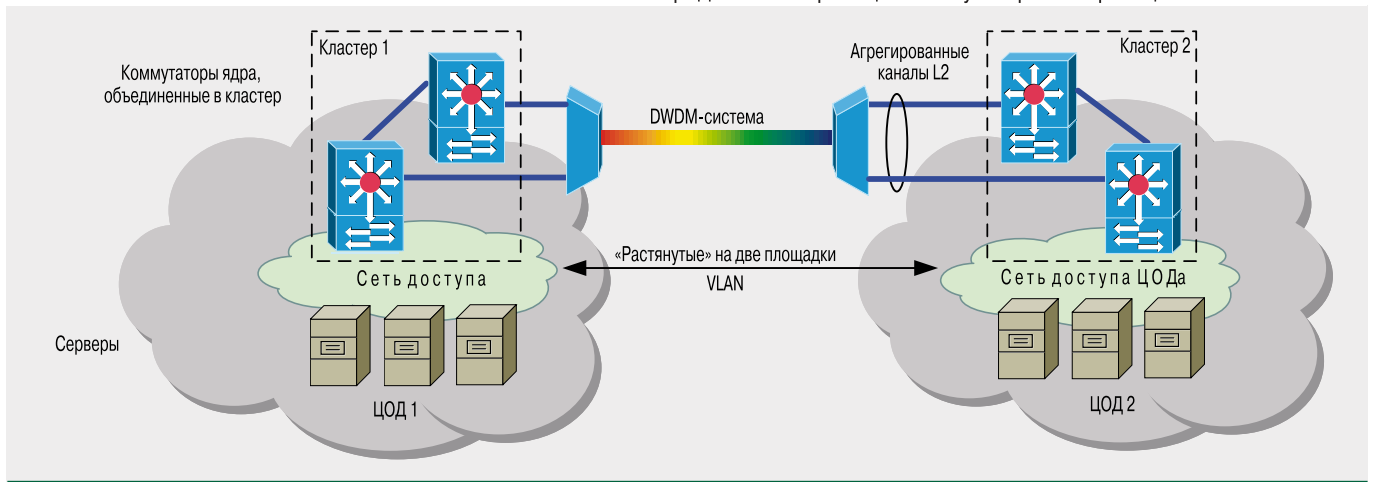 Кластер 1
Коммутаторы ядра,
объединенные в кластер
DWDM-система
Агрегированные
каналы L2
Кластер 2
«Растянутые» на две площадки
VLAN
Сеть доступа
Сеть доступа ЦОДа
Серверы
ЦОД 1
ЦОД 2